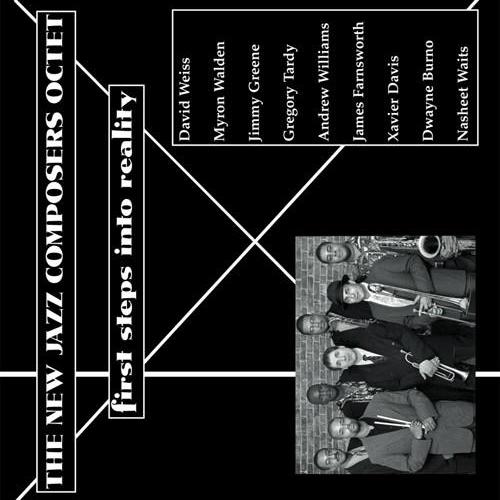 THE NEW JAZZ COMPOSERS OCTET
first steps into reality
David Weiss
Myron Walden
Jimmy Greene
Gregory Tardy
Andrew Williams
James Farnsworth
Xavier Davis
Dwayne Burno
Nasheet Waits